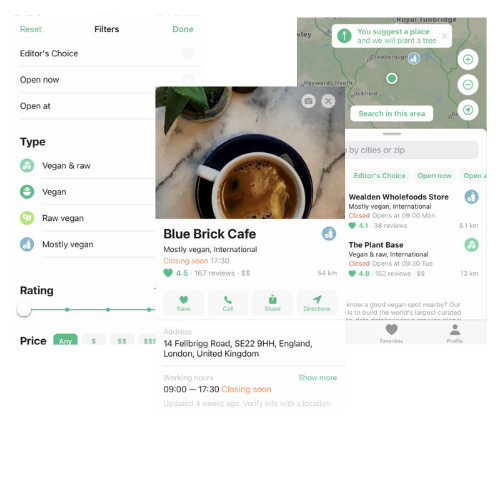 Reset Filters Done
Editor's Choice
Open now
Open at
Type
Vegan & raw
Vegan
Raw vegan
Mostly vegan
Rating
Price Any $ $$ $$$
Blue Brick Cafe
Mostly vegan, International
Closing soon 17:30
4.5 · 167 reviews · $$ 54 km
Save Call Share Directions
Address
14 Fellbrigg Road, SE22 9HH, England,
London, United Kingdom
Working hours Show more
09:00 — 17:30 Closing soon
Updated 4 weeks ago. Verify info with a location
Royal Tunbridge
You suggest a place
and we will plant a tree
Crowborough
Haywards Heath
Uckfield
Search in this area
by cities or zip
Editor's Choice Open now Open a
Wealden Wholefoods Store
Mostly vegan, International
Closed Opens at 09:00 Mon
4.1 · 38 reviews 8.1 km
The Plant Base
Vegan & raw, International
Closed Opens at 09:30 Tue
4.8 · 152 reviews · $$ 13 km
know a good vegan spot nearby? Our
is to build the world's largest curated
Favorites Profile